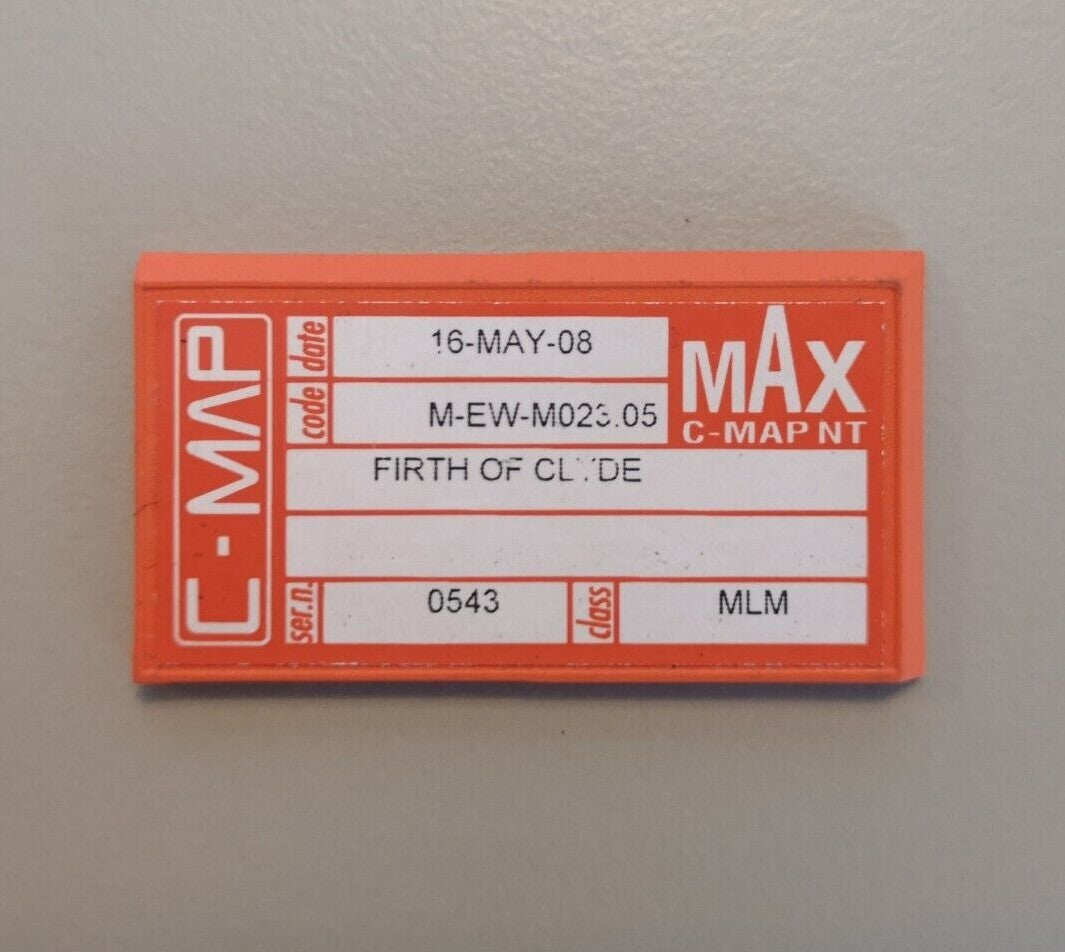 C-MAP
date 16-MAY-08
code M-EW-M023.05
MAX
C-MAP NT
FIRTH OF CLYDE
ser.n. 0543 class MLM